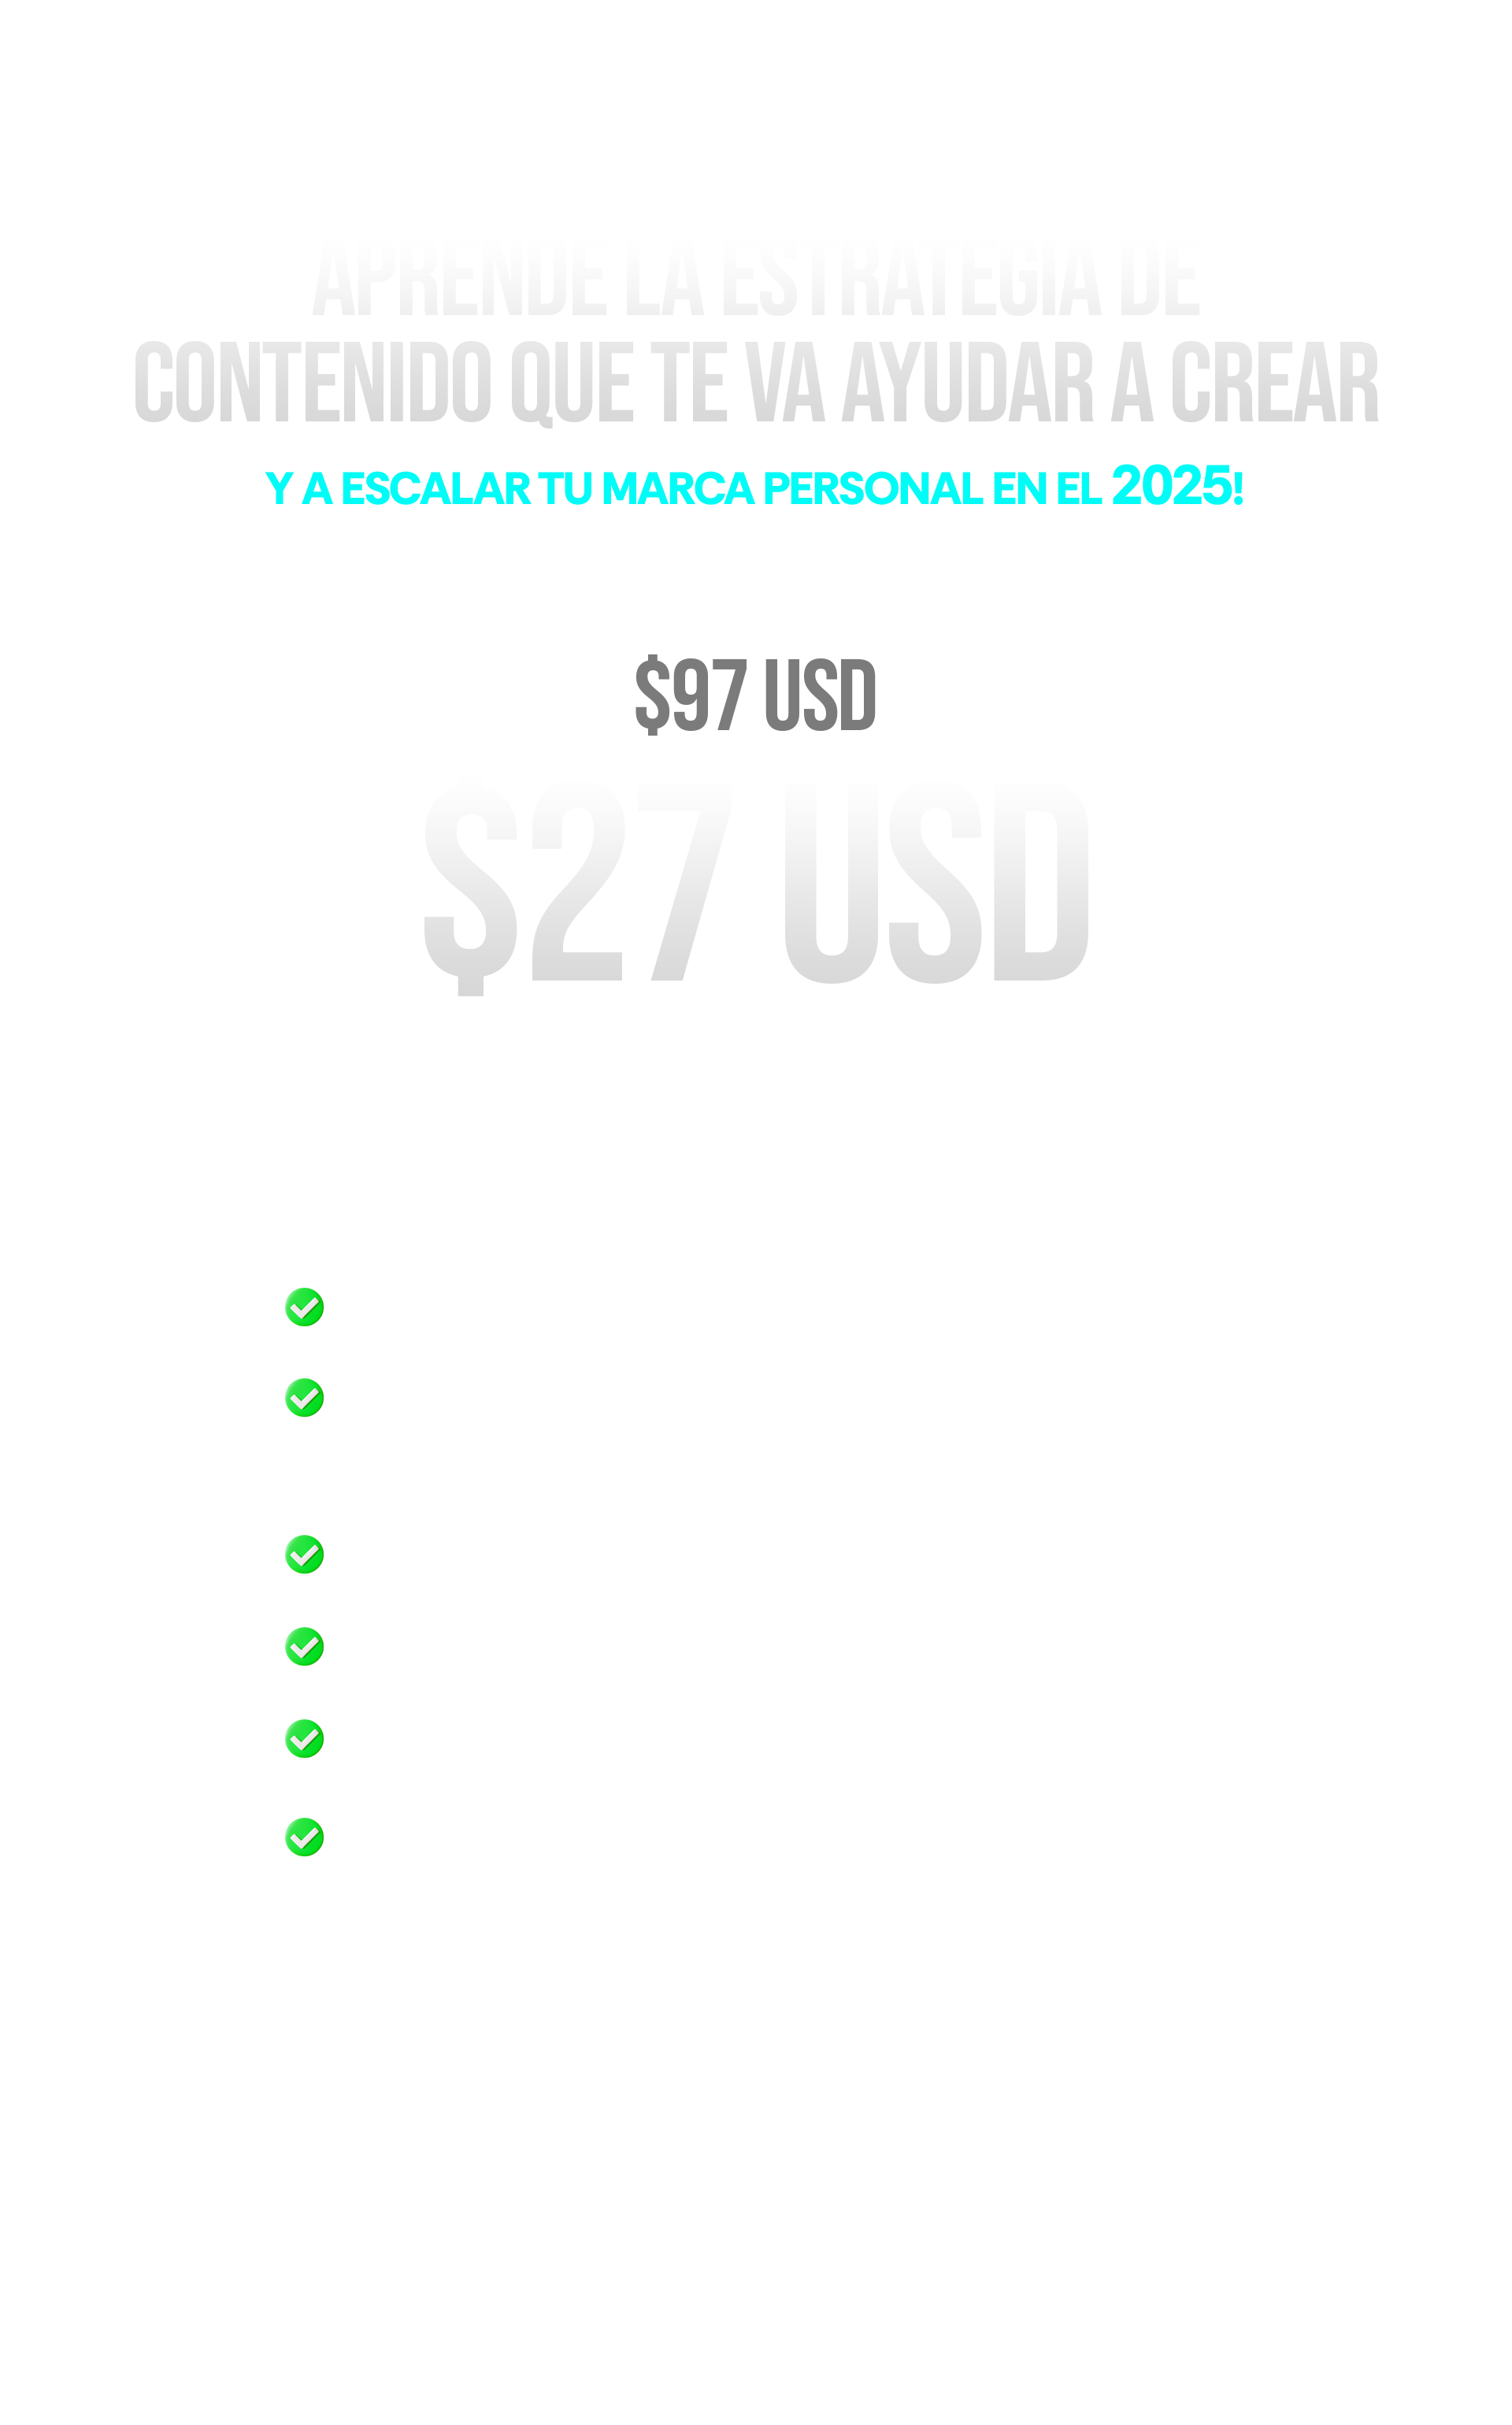 APRENDE LA ESTRATEGIA DE
CONTENIDO QUE TE VA AYUDAR A CREAR
Y A ESCALAR TU MARCA PERSONAL EN EL 2025!
$97 USD
$27 USD